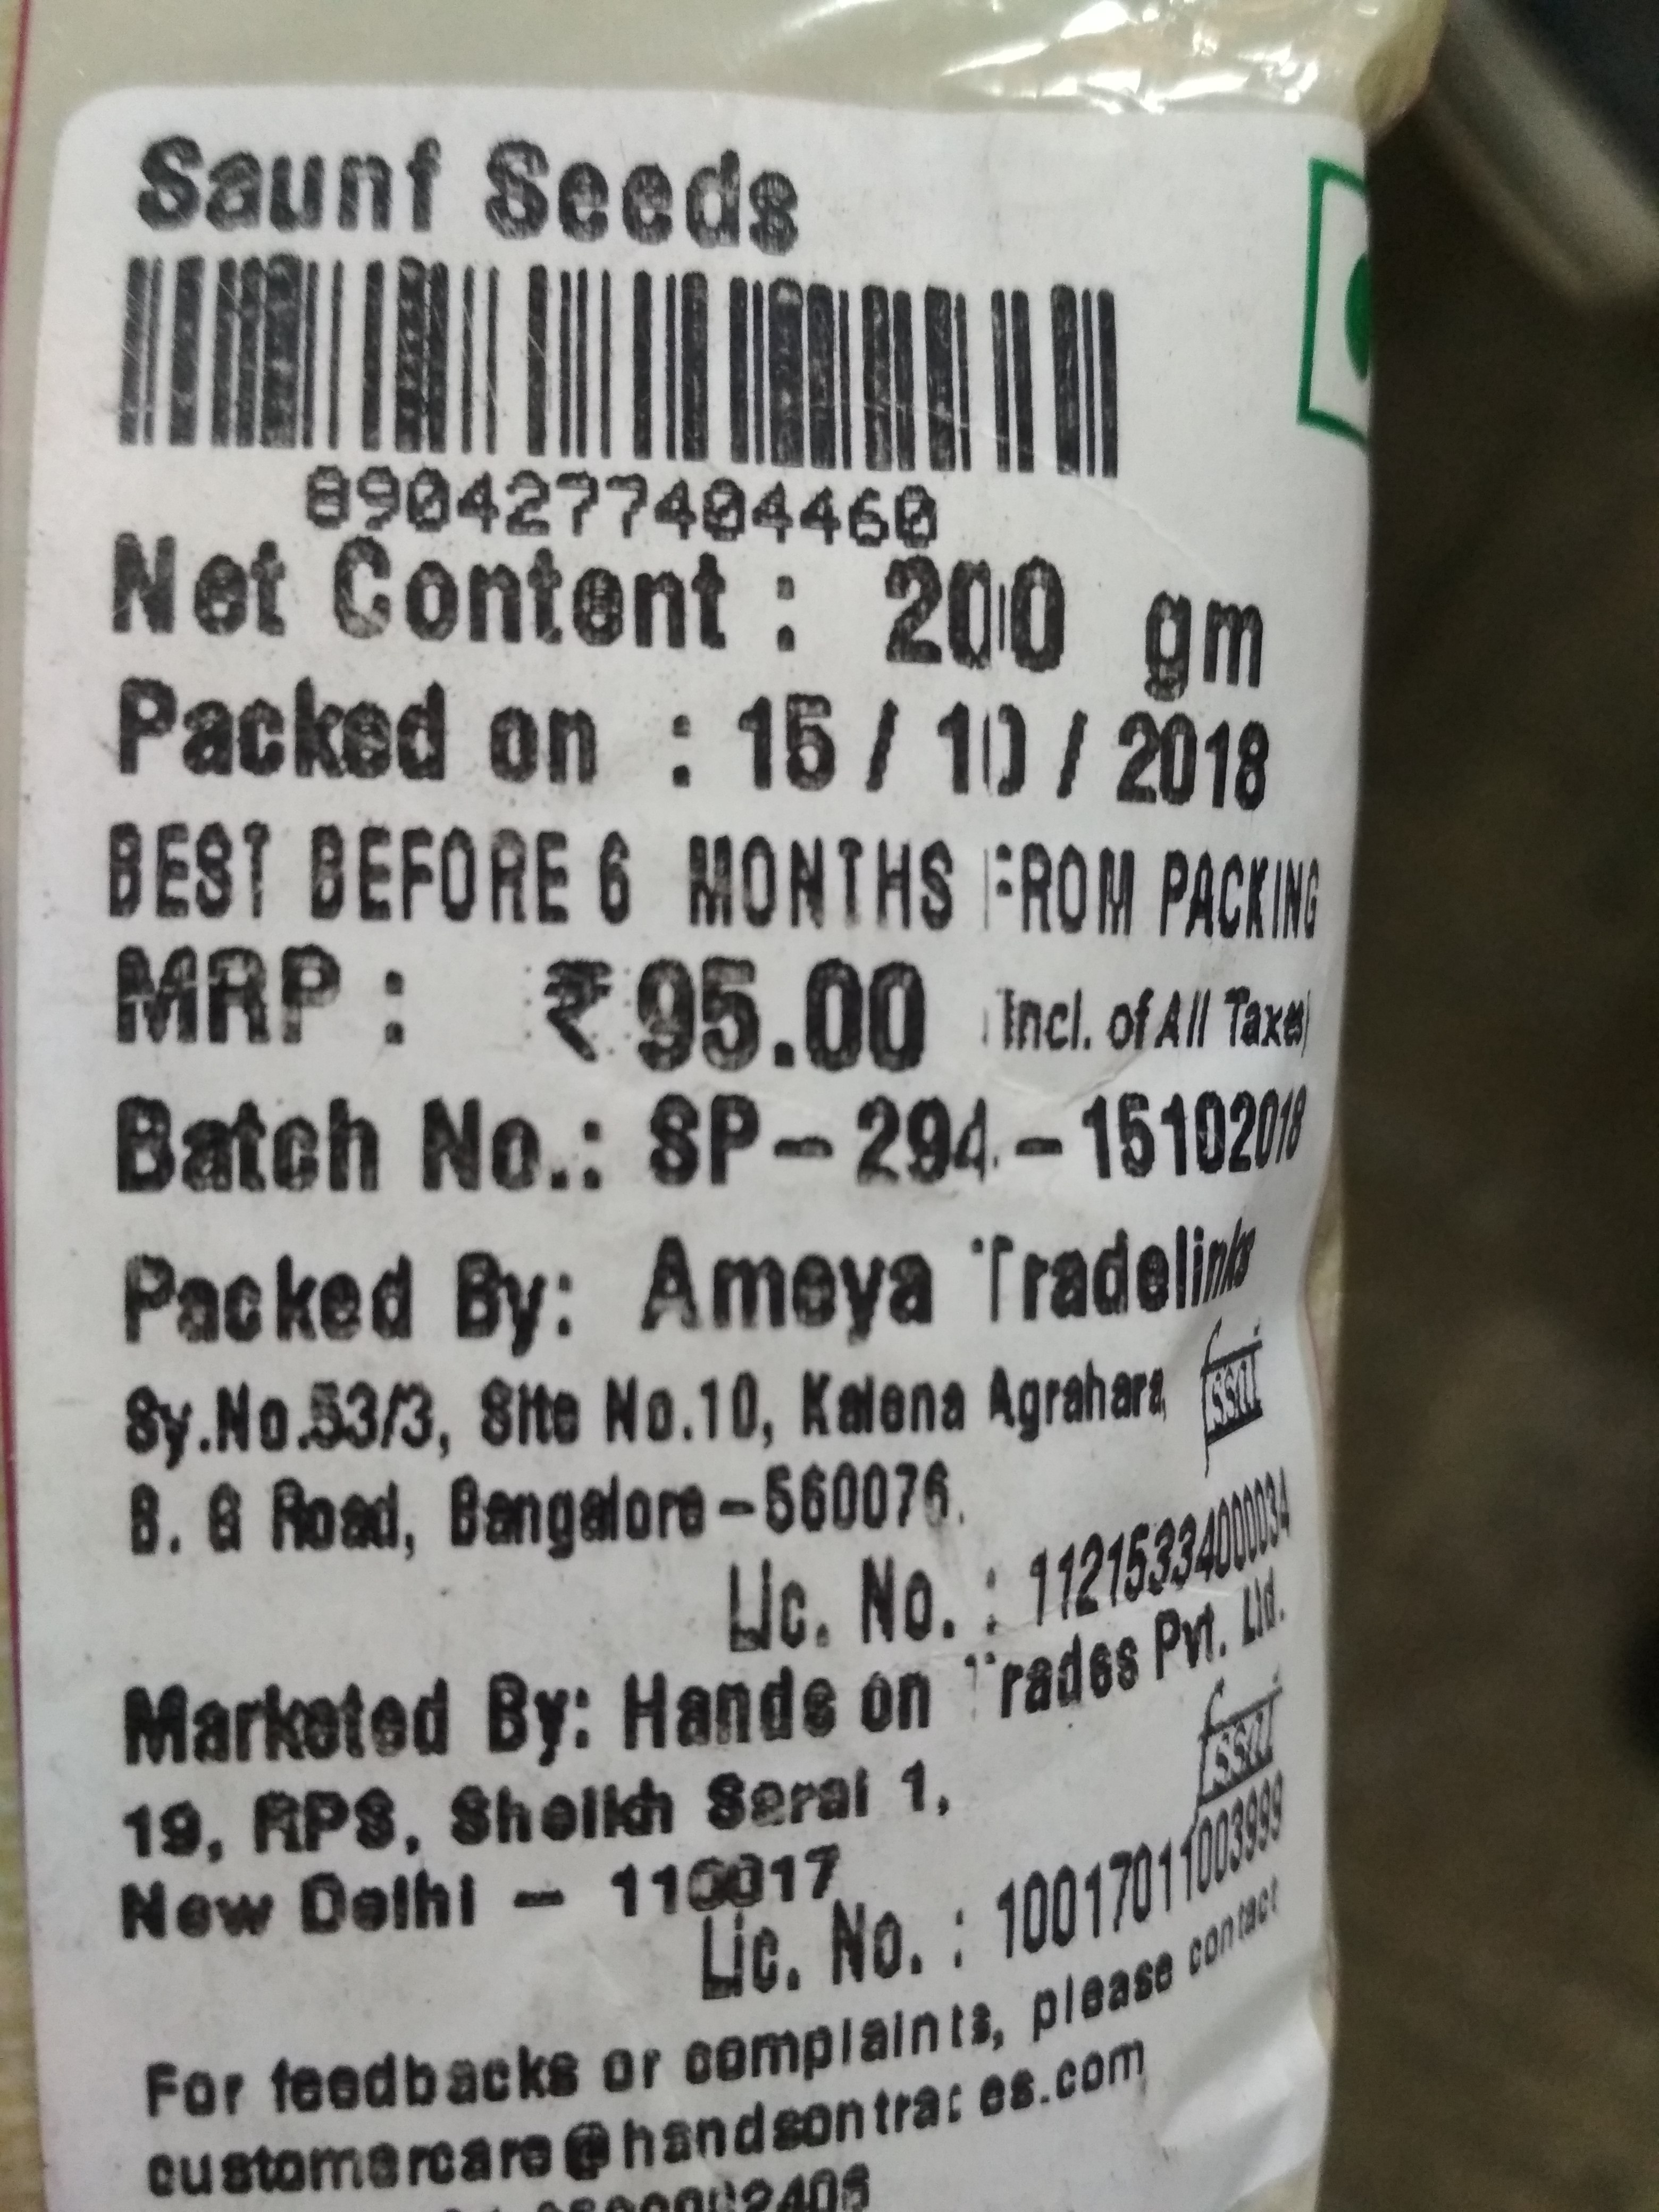 Saunf Seeds
8904277404460
Net Content : 200 gm
Packed on : 15 / 10 / 2018
BEST BEFORE 6 MONTHS FROM PACKING
MRP : ₹95.00 (Incl. of All Taxes)
Batch No.: SP-294-15102018
Packed By: Ameya Tradelinks
Sy.No.53/3, Site No.10, Kalena Agrahara,
fssai
B. G Road, Bangalore-560076.
Lic. No. : 11215334000034
Marketed By: Hands on Trades Pvt. Ltd.
19, RPS, Sheikh Sarai 1,
fssai
New Delhi - 110017
Lic. No. : 10017011003999
For feedbacks or complaints, please contact
customercare@handsontrades.com